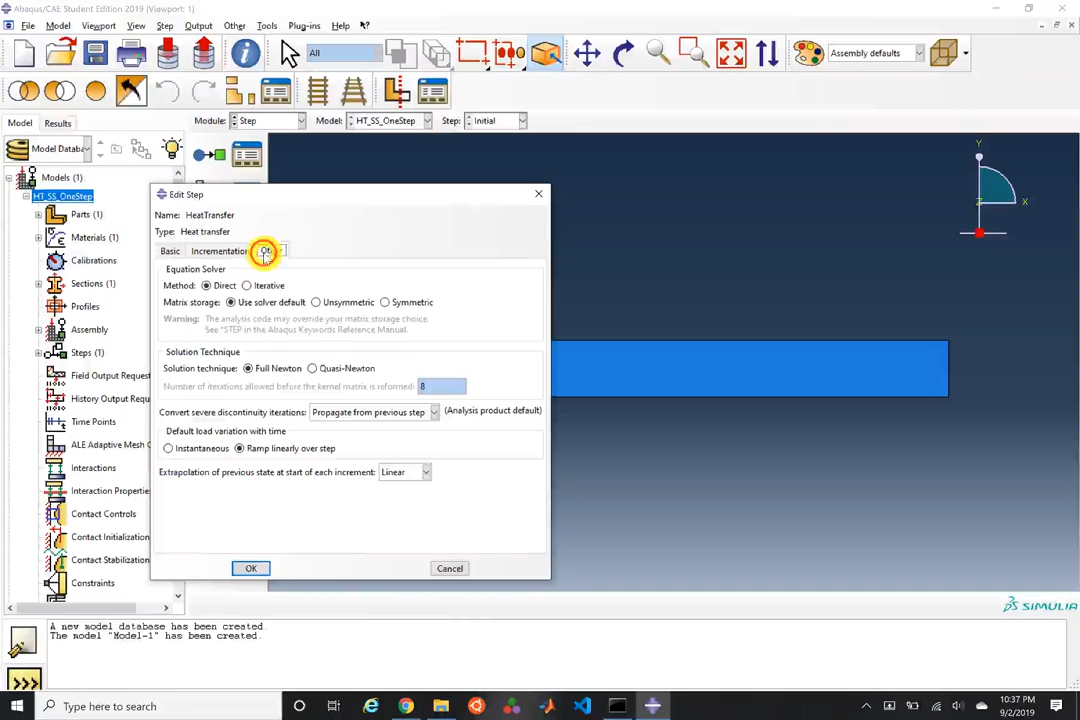 Abaqus/CAE Student Edition 2019 [Viewport: 1]
File Model Viewport View Step Output Other Tools Plug-ins Help
All
Assembly defaults
Model Results
Module: Step Model: HT_SS_OneStep Step: Initial
Model Databa
Models (1)
HT_SS_OneStep
Parts (1)
Materials (1)
Calibrations
Sections (1)
Profiles
Assembly
Steps (1)
Field Output Reques
History Output Requ
Time Points
ALE Adaptive Mesh C
Interactions
Interaction Properties
Contact Controls
Contact Initialization
Contact Stabilization
Constraints
Edit Step
Name: HeatTransfer
Type: Heat transfer
Basic Incrementation
Equation Solver
Method: Direct Iterative
Matrix storage: Use solver default Unsymmetric Symmetric
Warning: The analysis code may override your matrix storage choice.
See *STEP in the Abaqus Keywords Reference Manual.
Solution Technique
Solution technique: Full Newton Quasi-Newton
Number of iterations allowed before the kernel matrix is reformed: 8
Convert severe discontinuity iterations: Propagate from previous step (Analysis product default)
Default load variation with time
Instantaneous Ramp linearly over step
Extrapolation of previous state at start of each increment: Linear
OK Cancel
Y
X
Z
SIMULIA
A new model database has been created.
The model "Model-1" has been created.
>>>
Type here to search
10:37 PM
9/2/2019